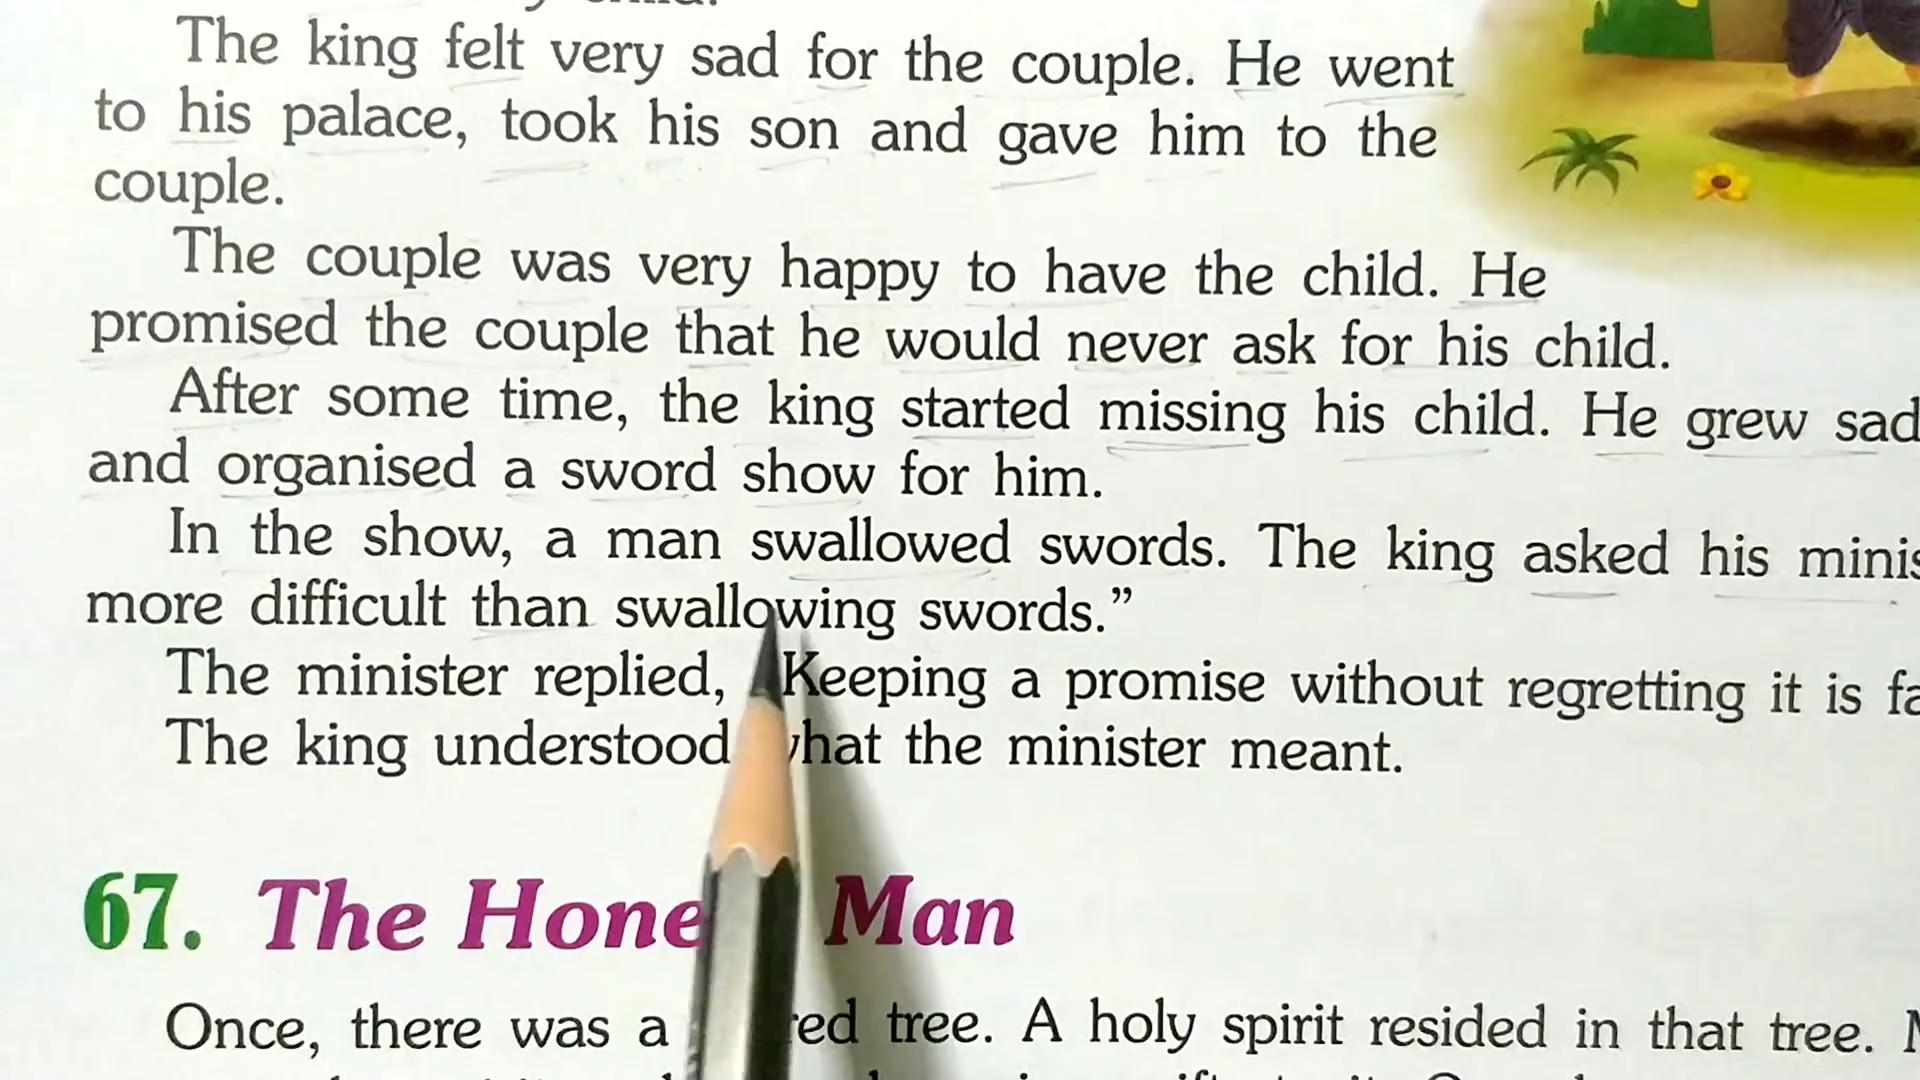 The king felt very sad for the couple. He went
to his palace, took his son and gave him to the
couple.
The couple was very happy to have the child. He
promised the couple that he would never ask for his child.
After some time, the king started missing his child. He grew sad
and organised a sword show for him.
In the show, a man swallowed swords. The king asked his
more difficult than swallowing swords.”
The minister replied, Keeping a promise without regretting it is
The king understood what the minister meant.
67. The Man
Once, there was a tree. A holy spirit resided in that tree.